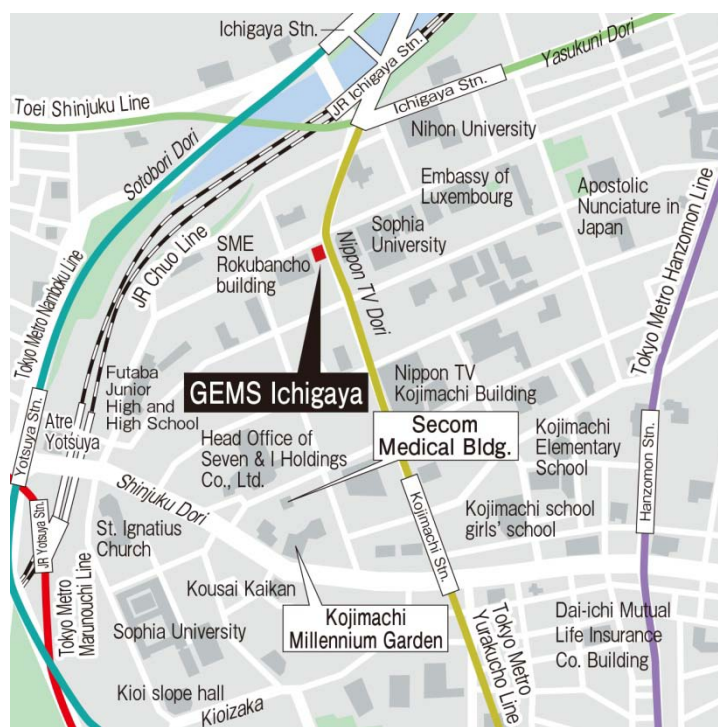 Ichigaya Stn.
JR Ichigaya Stn.
Yasukuni Dori
Ichigaya Stn.
Toei Shinjuku Line
Nihon University
Sotobori Dori
Embassy of
Luxembourg
Apostolic
Nunciature in
Japan
Tokyo Metro Hanzomon Line
Sophia
University
SME
Rokubancho
building
JR Chuo Line
Nippon TV Dori
Tokyo Metro Namboku Line
GEMS Ichigaya
Nippon TV
Kojimachi Building
Futaba
Junior
High and
High School
Yotsuya Stn.
Atre
Yotsuya
Secom
Medical Bldg.
Head Office of
Seven & I Holdings
Co., Ltd.
Kojimachi
Elementary
School
Hanzomon Stn.
Shinjuku Dori
Kojimachi Stn.
Kojimachi school
girls' school
JR Yotsuya Stn.
St. Ignatius
Church
Kousai Kaikan
Tokyo Metro
Marunouchi Line
Kojimachi
Millennium Garden
Sophia University
Tokyo Metro
Yurakucho Line
Dai-ichi Mutual
Life Insurance
Co. Building
Kioi slope hall
Kioizaka